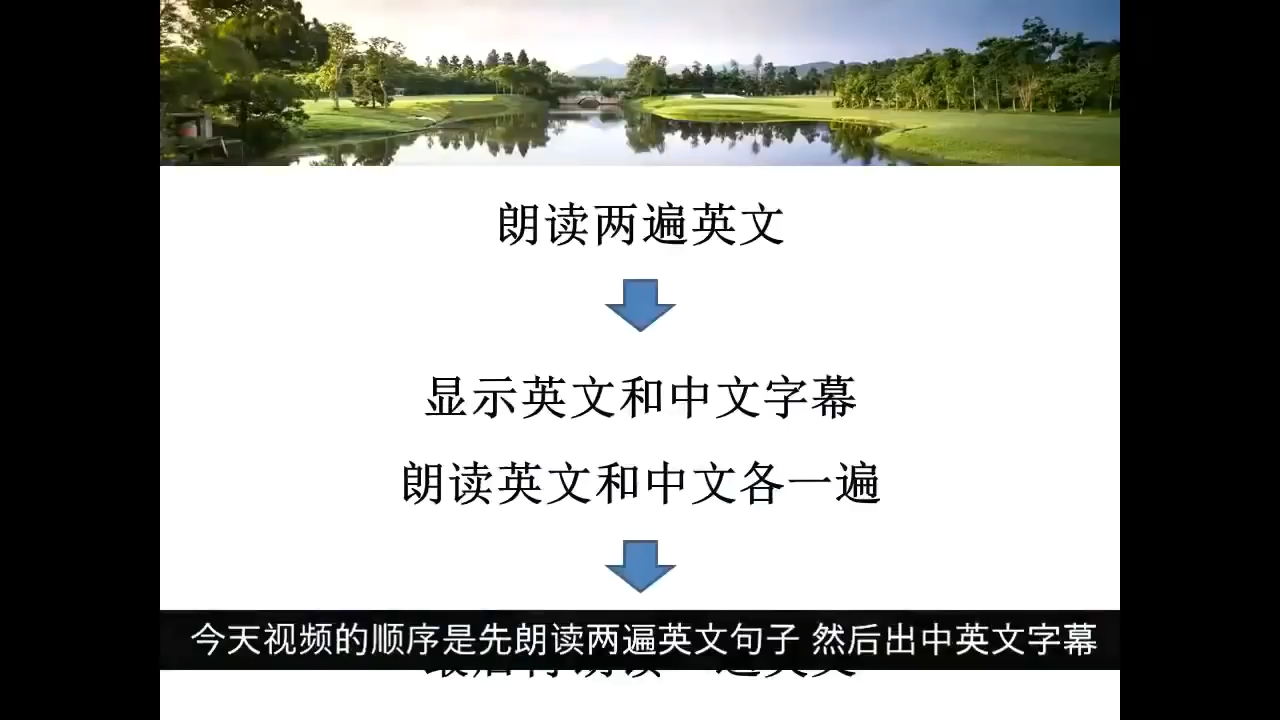 朗读两遍英文
显示英文和中文字幕
朗读英文和中文各一遍
今天视频的顺序是先朗读两遍英文句子 然后出中英文字幕